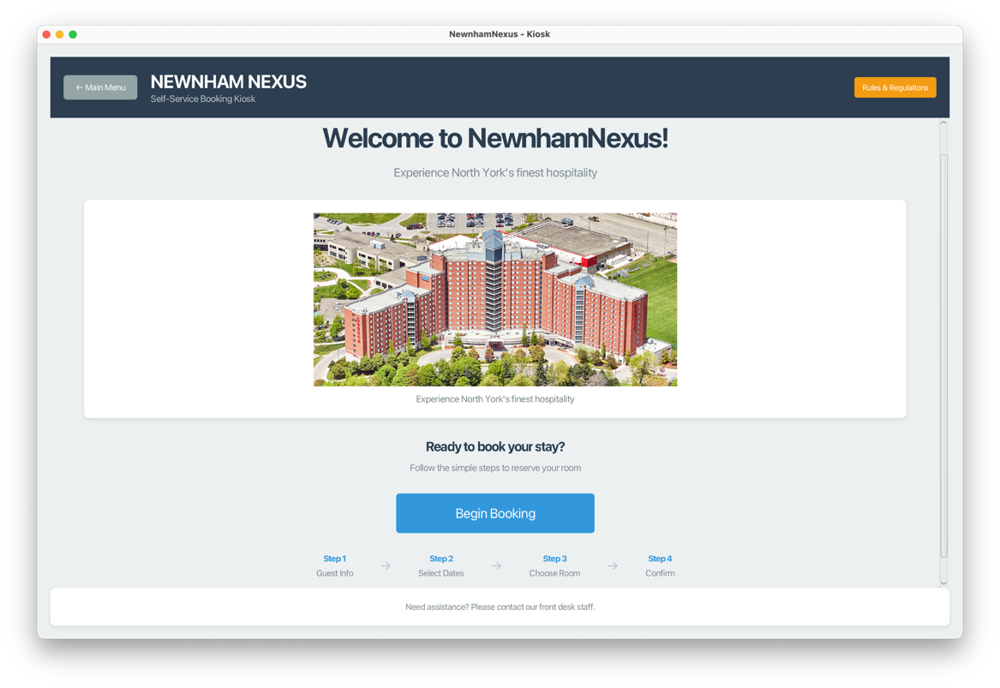 NewnhamNexus - Kiosk
← Main Menu
NEWNHAM NEXUS
Self-Service Booking Kiosk
Rules & Regulations
Welcome to NewnhamNexus!
Experience North York's finest hospitality
Experience North York's finest hospitality
Ready to book your stay?
Follow the simple steps to reserve your room
Begin Booking
Step 1 → Step 2 → Step 3 → Step 4
Guest Info Select Dates Choose Room Confirm
Need assistance? Please contact our front desk staff.